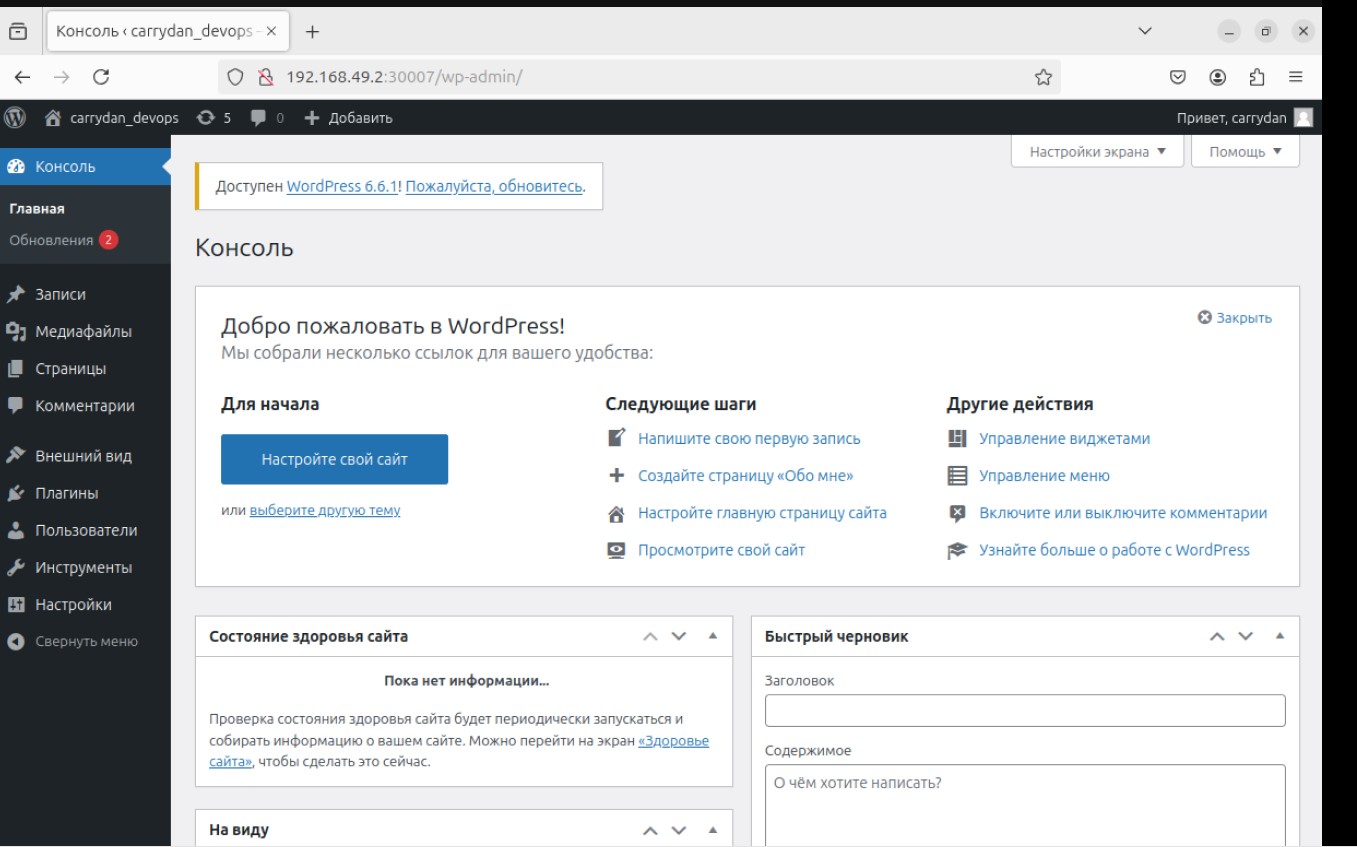 Консоль ‹ carrydan_devops –
192.168.49.2:30007/wp-admin/
carrydan_devops 5 0 Добавить Привет, carrydan
Настройки экрана Помощь
Консоль
Главная
Обновления 2
Записи
Медиафайлы
Страницы
Комментарии
Внешний вид
Плагины
Пользователи
Инструменты
Настройки
Свернуть меню
Доступен WordPress 6.6.1! Пожалуйста, обновитесь.
Консоль
Добро пожаловать в WordPress!
Закрыть
Мы собрали несколько ссылок для вашего удобства:
Для начала
Настройте свой сайт
или выберите другую тему
Следующие шаги
Напишите свою первую запись
Создайте страницу «Обо мне»
Настройте главную страницу сайта
Просмотрите свой сайт
Другие действия
Управление виджетами
Управление меню
Включите или выключите комментарии
Узнайте больше о работе с WordPress
Состояние здоровья сайта
Пока нет информации...
Проверка состояния здоровья сайта будет периодически запускаться и
собирать информацию о вашем сайте. Можно перейти на экран «Здоровье
сайта», чтобы сделать это сейчас.
На виду
Быстрый черновик
Заголовок
Содержимое
О чём хотите написать?